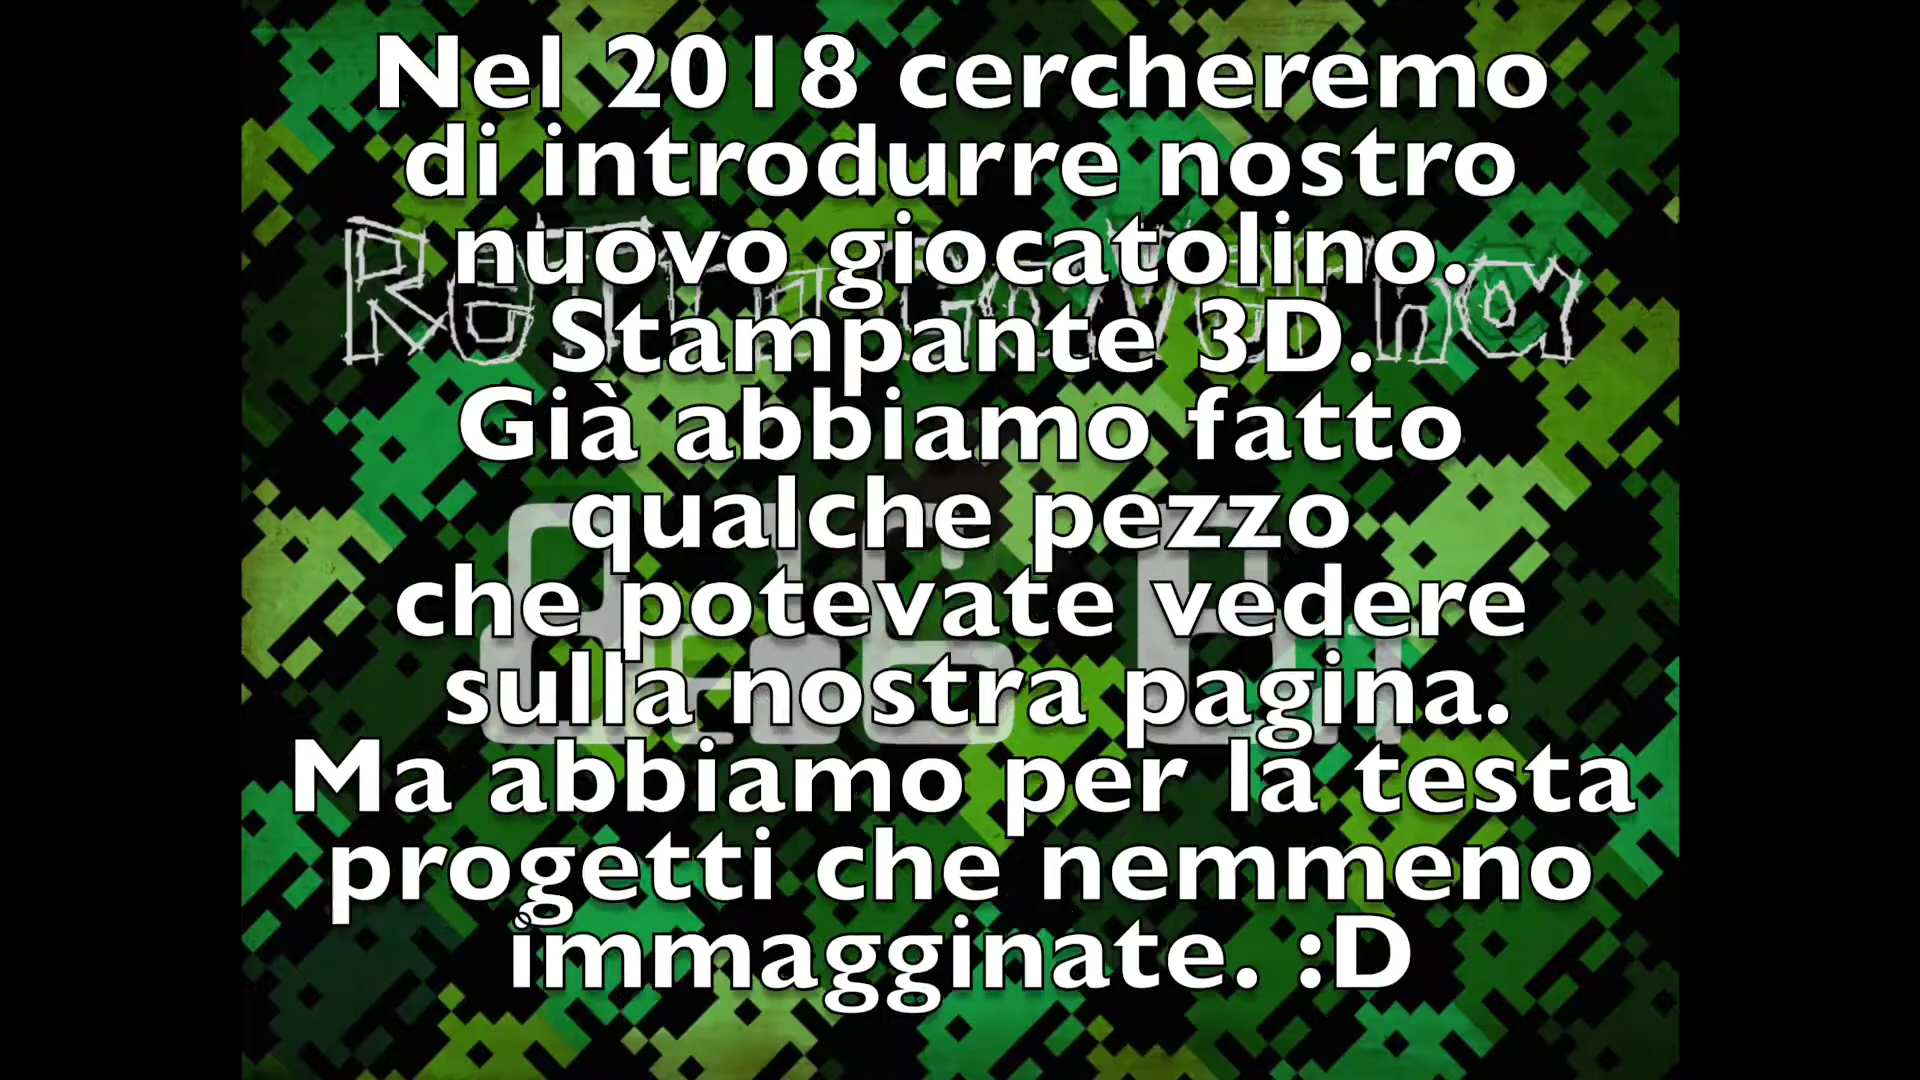 Nel 2018 cercheremo
di introdurre nostro
nuovo giocatolino.
Stampante 3D.
Già abbiamo fatto
qualche pezzo
che potevate vedere
sulla nostra pagina.
Ma abbiamo per la testa
progetti che nemmeno
immagginate. :D